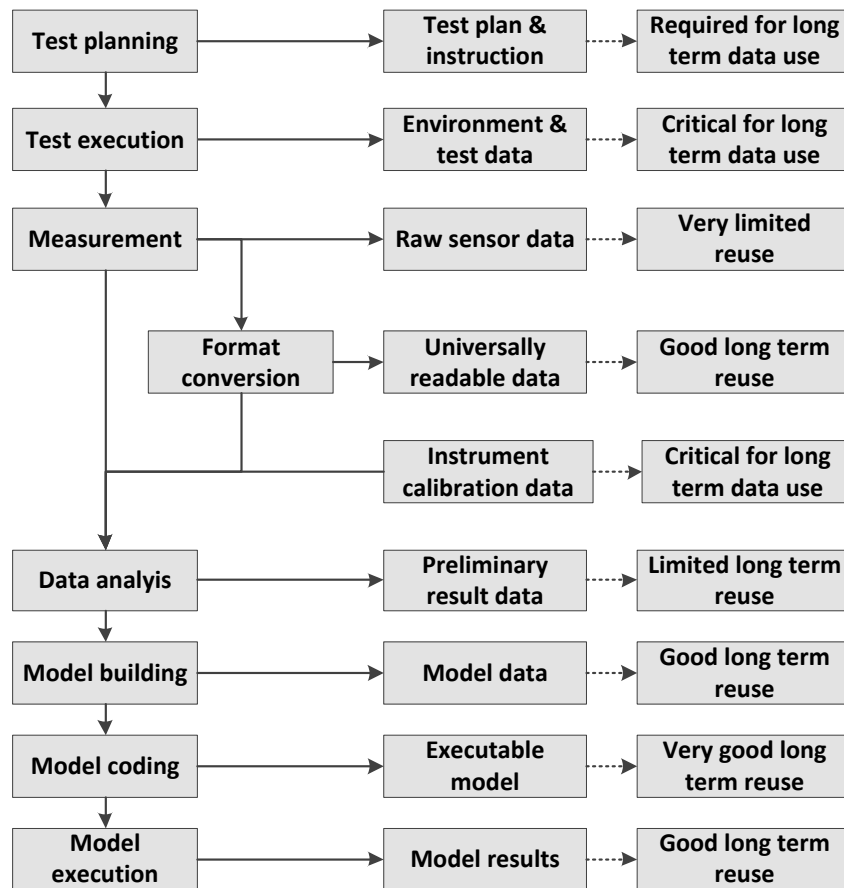 Test planning
Test plan &
instruction
Required for long
term data use
Test execution
Environment &
test data
Critical for long
term data use
Measurement
Raw sensor data
Very limited
reuse
Format
conversion
Universally
readable data
Good long term
reuse
Instrument
calibration data
Critical for long
term data use
Data analyis
Preliminary
result data
Limited long term
reuse
Model building
Model data
Good long term
reuse
Model coding
Executable
model
Very good long
term reuse
Model
execution
Model results
Good long term
reuse